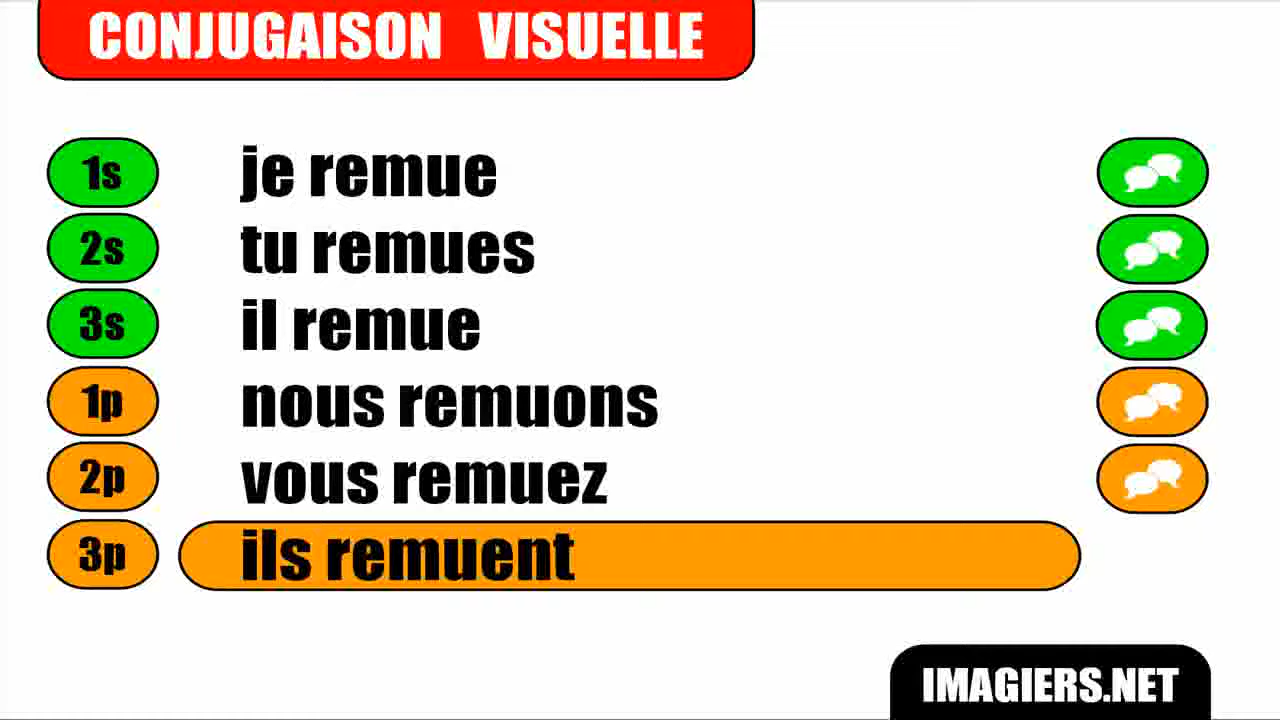 CONJUGAISON VISUELLE
1s je remue
2s tu remues
3s il remue
1p nous remuons
2p vous remuez
3p ils remuent
IMAGIERS.NET